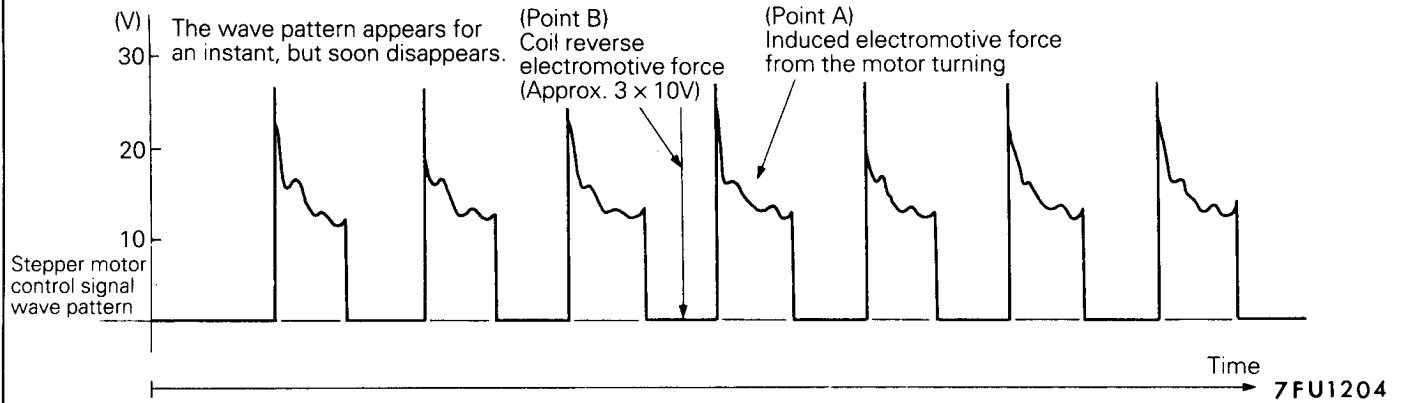 (V)
The wave pattern appears for
an instant, but soon disappears.
(Point B)
Coil reverse
electromotive force
(Approx. 3 × 10V)
(Point A)
Induced electromotive force
from the motor turning
30
20
10
Stepper motor
control signal
wave pattern
Time
7FU1204